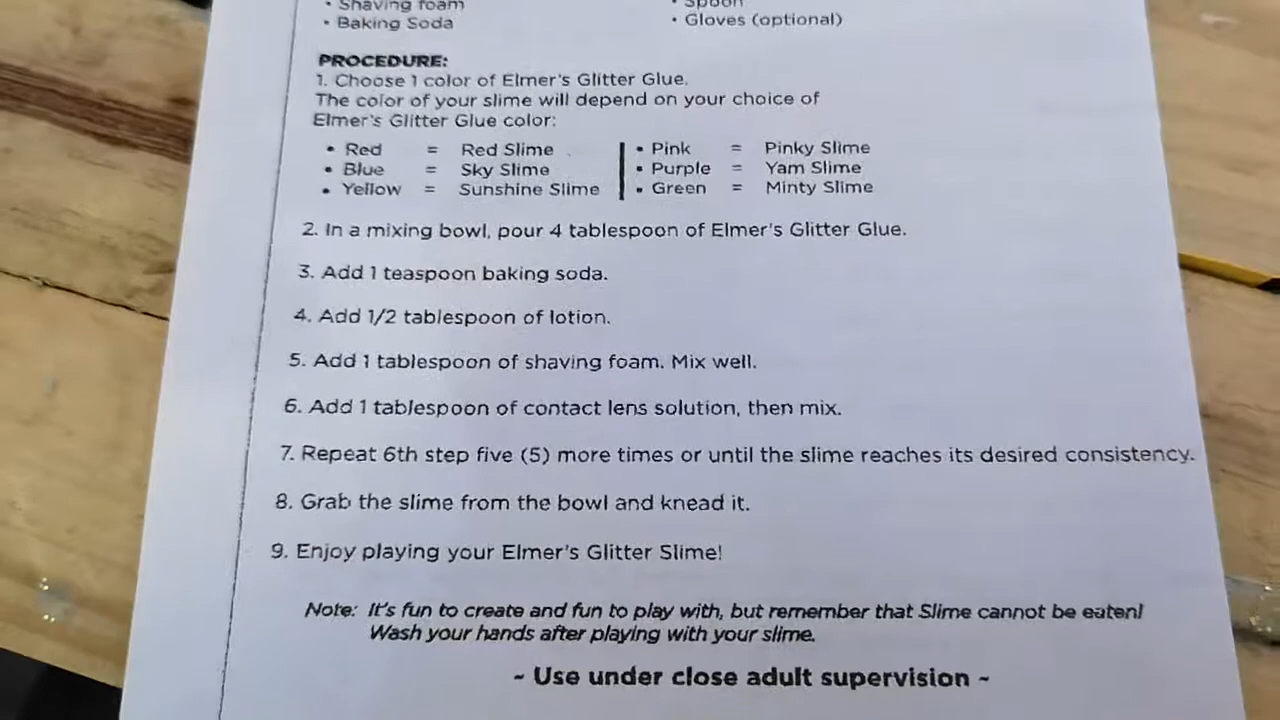 • Shaving foam
• Spoon
• Baking Soda
• Gloves (optional)
PROCEDURE:
1. Choose 1 color of Elmer's Glitter Glue.
The color of your slime will depend on your choice of
Elmer's Glitter Glue color:
• Red = Red Slime
• Blue = Sky Slime
• Yellow = Sunshine Slime
• Pink = Pinky Slime
• Purple = Yam Slime
• Green = Minty Slime
2. In a mixing bowl, pour 4 tablespoon of Elmer's Glitter Glue.
3. Add 1 teaspoon baking soda.
4. Add 1/2 tablespoon of lotion.
5. Add 1 tablespoon of shaving foam. Mix well.
6. Add 1 tablespoon of contact lens solution, then mix.
7. Repeat 6th step five (5) more times or until the slime reaches its desired consistency.
8. Grab the slime from the bowl and knead it.
9. Enjoy playing your Elmer's Glitter Slime!
Note: It's fun to create and fun to play with, but remember that Slime cannot be eaten!
Wash your hands after playing with your slime.
~ Use under close adult supervision ~